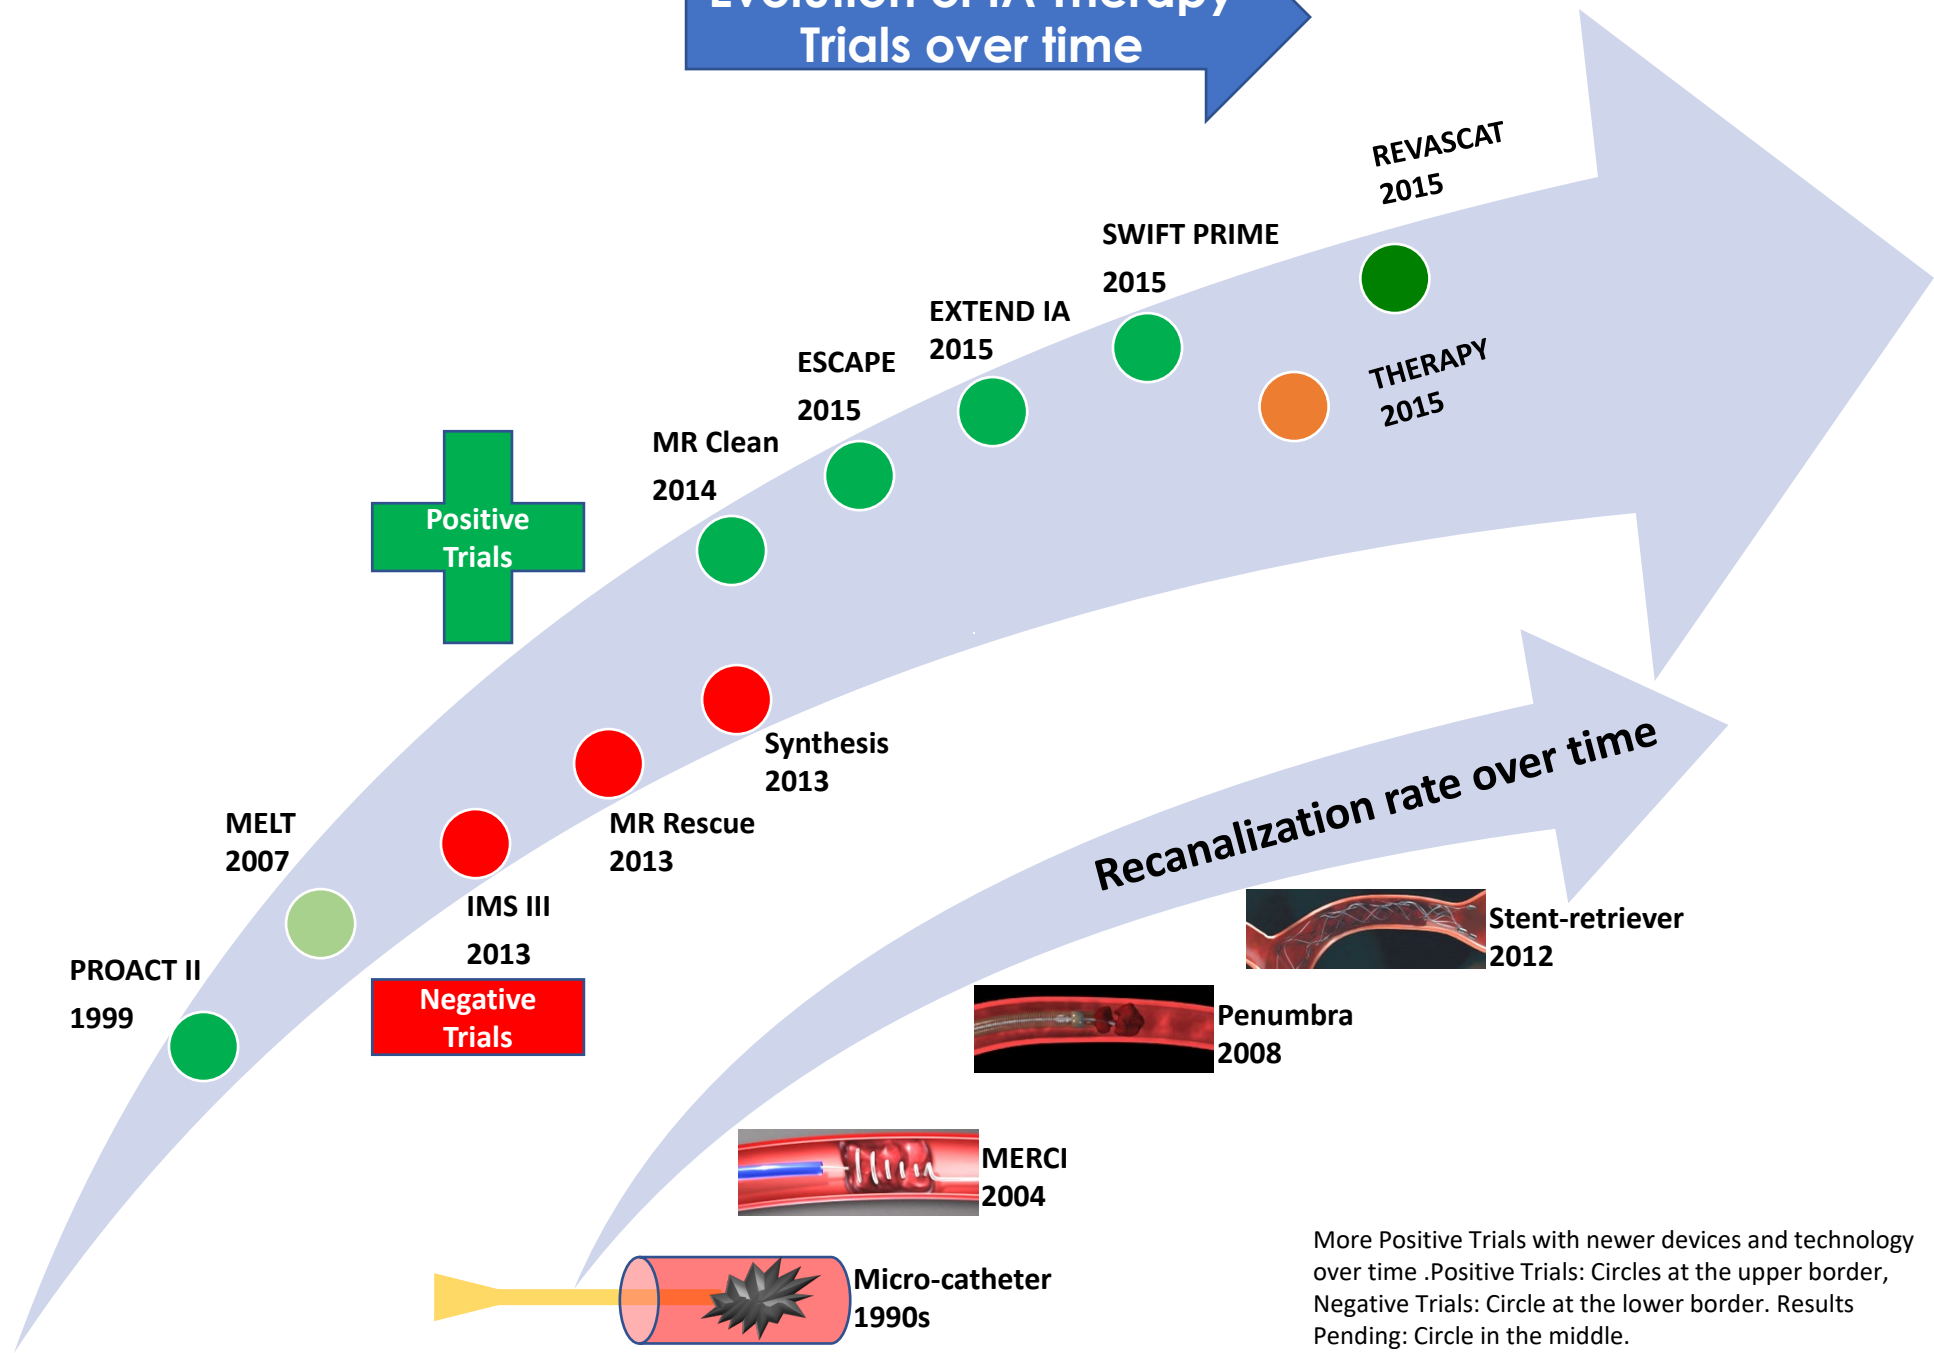 Evolution of IA Therapy
Trials over time
REVASCAT
2015
SWIFT PRIME
2015
EXTEND IA
2015
THERAPY
2015
ESCAPE
2015
MR Clean
2014
Positive
Trials
Synthesis
2013
MR Rescue
2013
MELT
2007
IMS III
2013
PROACT II
1999
Negative
Trials
Recanalization rate over time
Stent-retriever
2012
Penumbra
2008
MERCI
2004
Micro-catheter
1990s
More Positive Trials with newer devices and technology
over time .Positive Trials: Circles at the upper border,
Negative Trials: Circle at the lower border. Results
Pending: Circle in the middle.